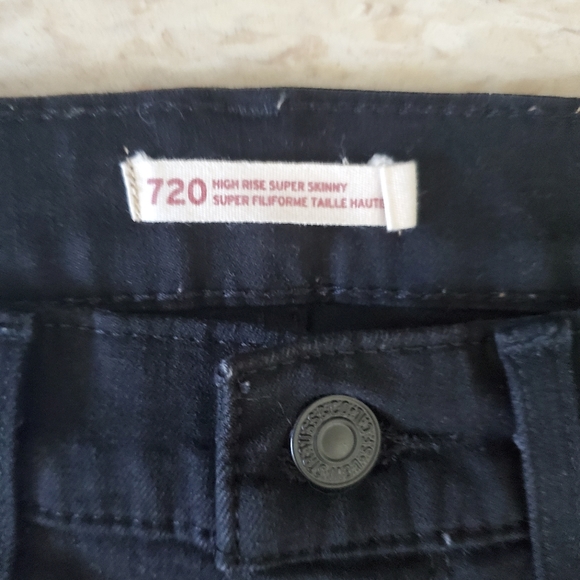 720 HIGH RISE SUPER SKINNY
SUPER FILIFORME TAILLE HAUTE